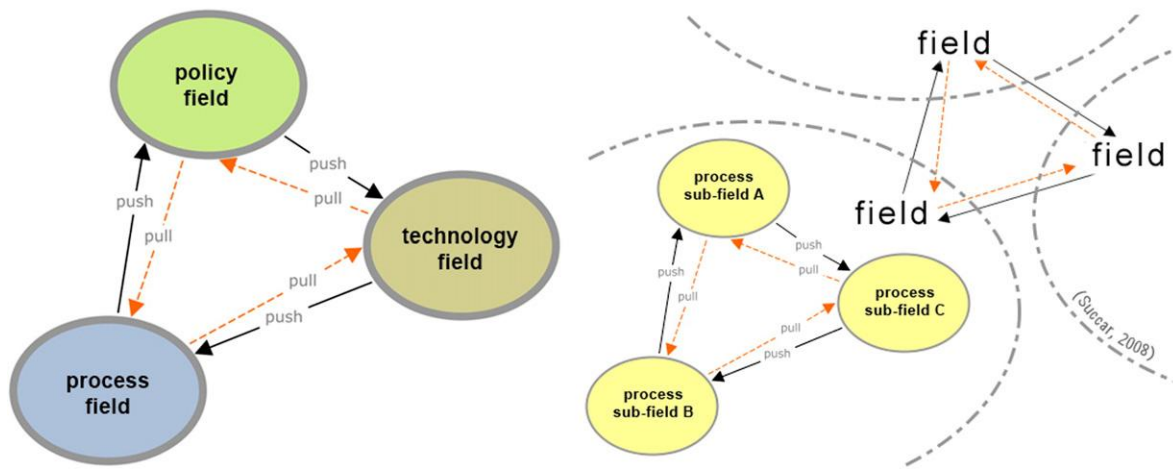 policy
field
push
pull
push
pull
technology
field
pull
push
process
field
field
field
field
process
sub-field A
push
pull
push
pull
process
sub-field C
pull
push
process
sub-field B
(Succar, 2008)